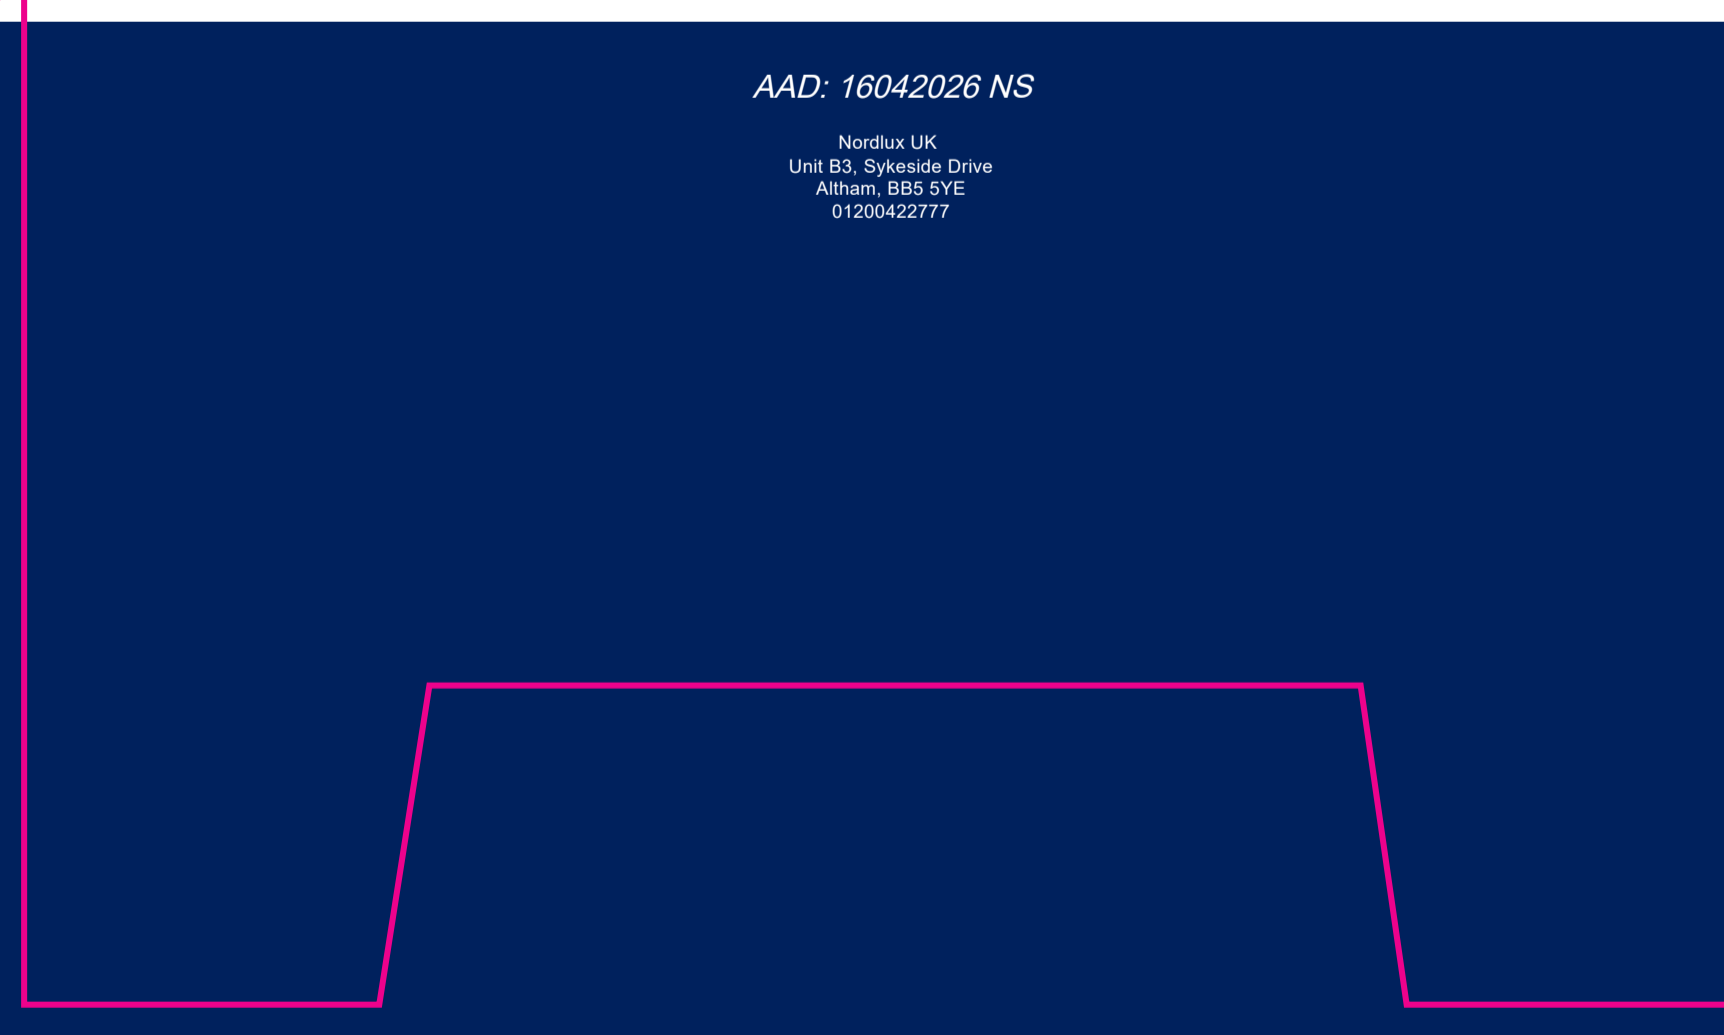 AAD: 16042026 NS
Nordlux UK
Unit B3, Sykeside Drive
Altham, BB5 5YE
01200422777